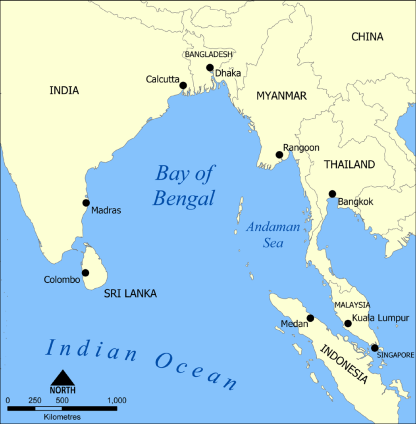 CHINA
BANGLADESH
Dhaka
Calcutta
INDIA
MYANMAR
Rangoon
THAILAND
Bay of
Bengal
Bangkok
Madras
Andaman
Sea
Colombo
SRI LANKA
MALAYSIA
Kuala Lumpur
Medan
SINGAPORE
INDONESIA
Indian Ocean
NORTH
0 250 500 1,000
Kilometres